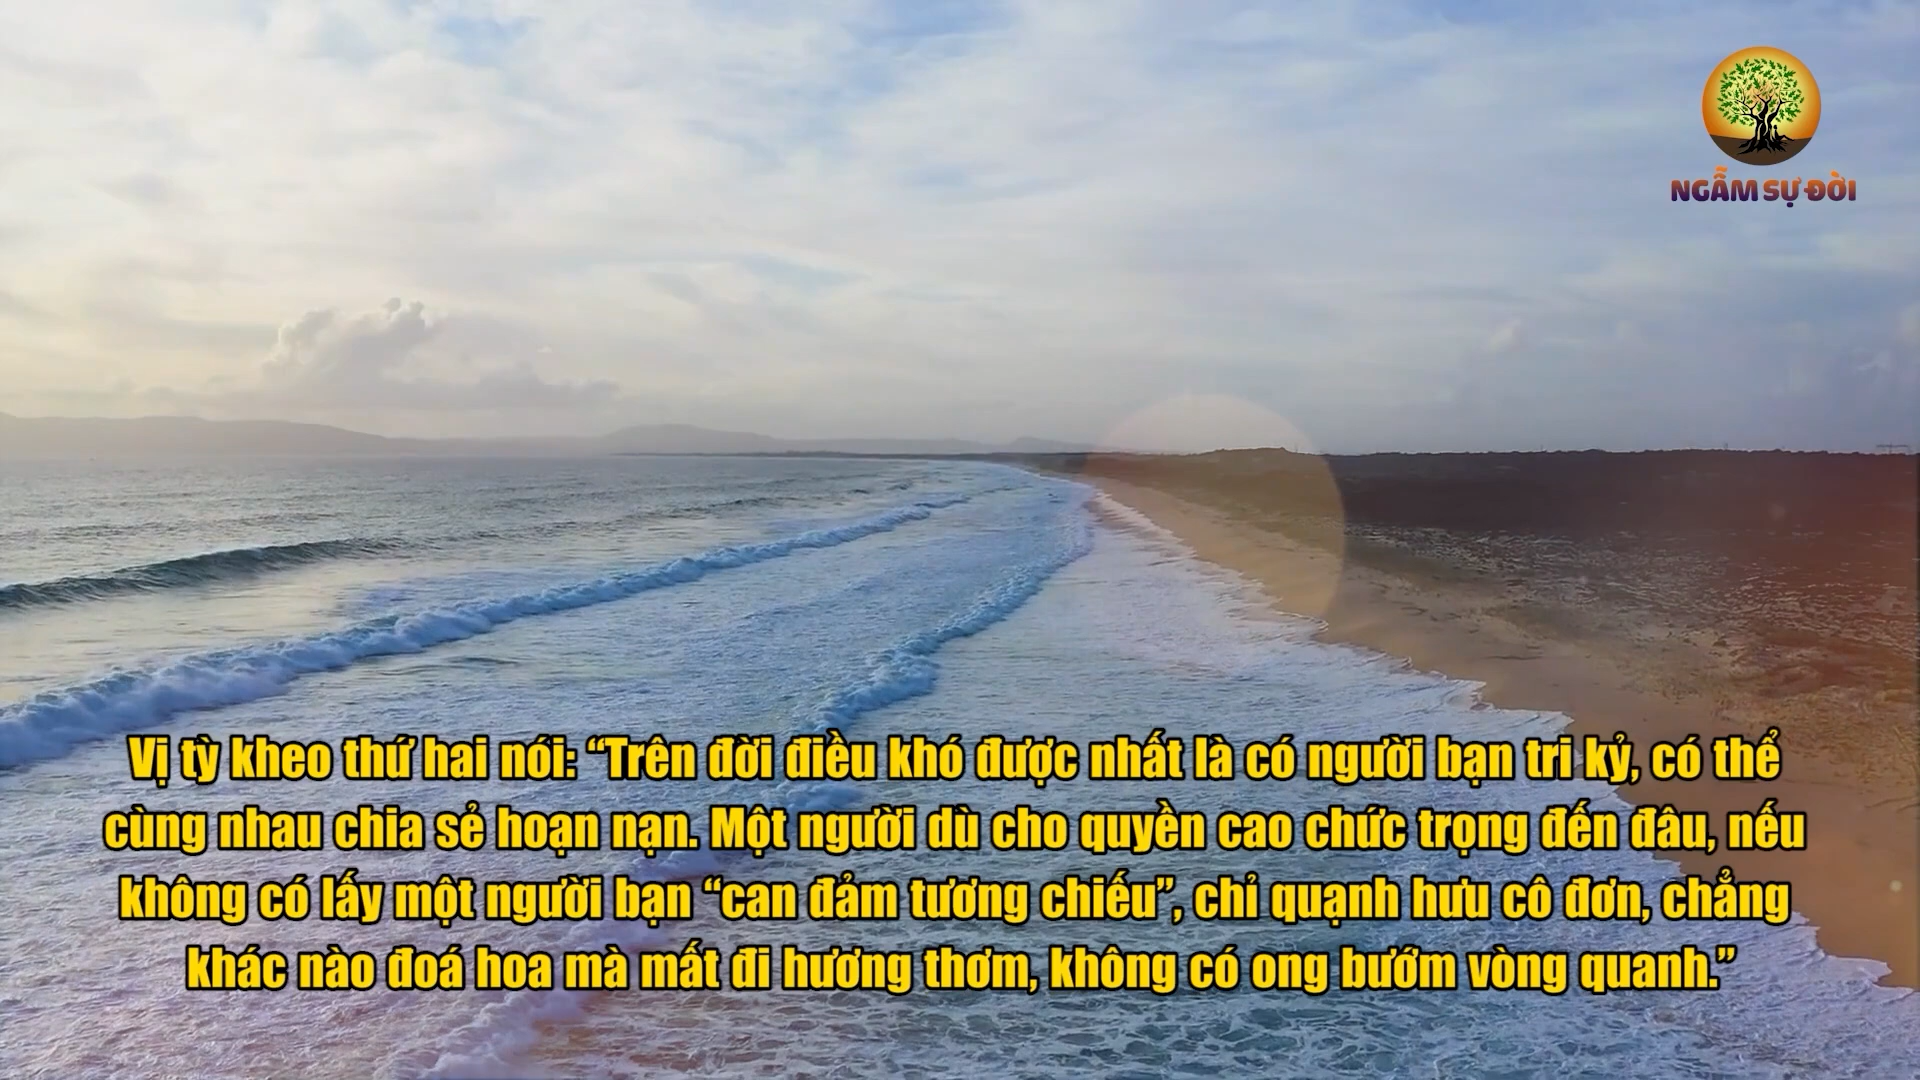 NGẪM SỰ ĐỜI
Vị tỳ kheo thứ hai nói: “Trên đời điều khó được nhất là có người bạn tri kỷ, có thể
cùng nhau chia sẻ hoạn nạn. Một người dù cho quyền cao chức trọng đến đâu, nếu
không có lấy một người bạn “can đảm tương chiếu”, chỉ quạnh hưu cô đơn, chẳng
khác nào đoá hoa mà mất đi hương thơm, không có ong bướm vòng quanh.”